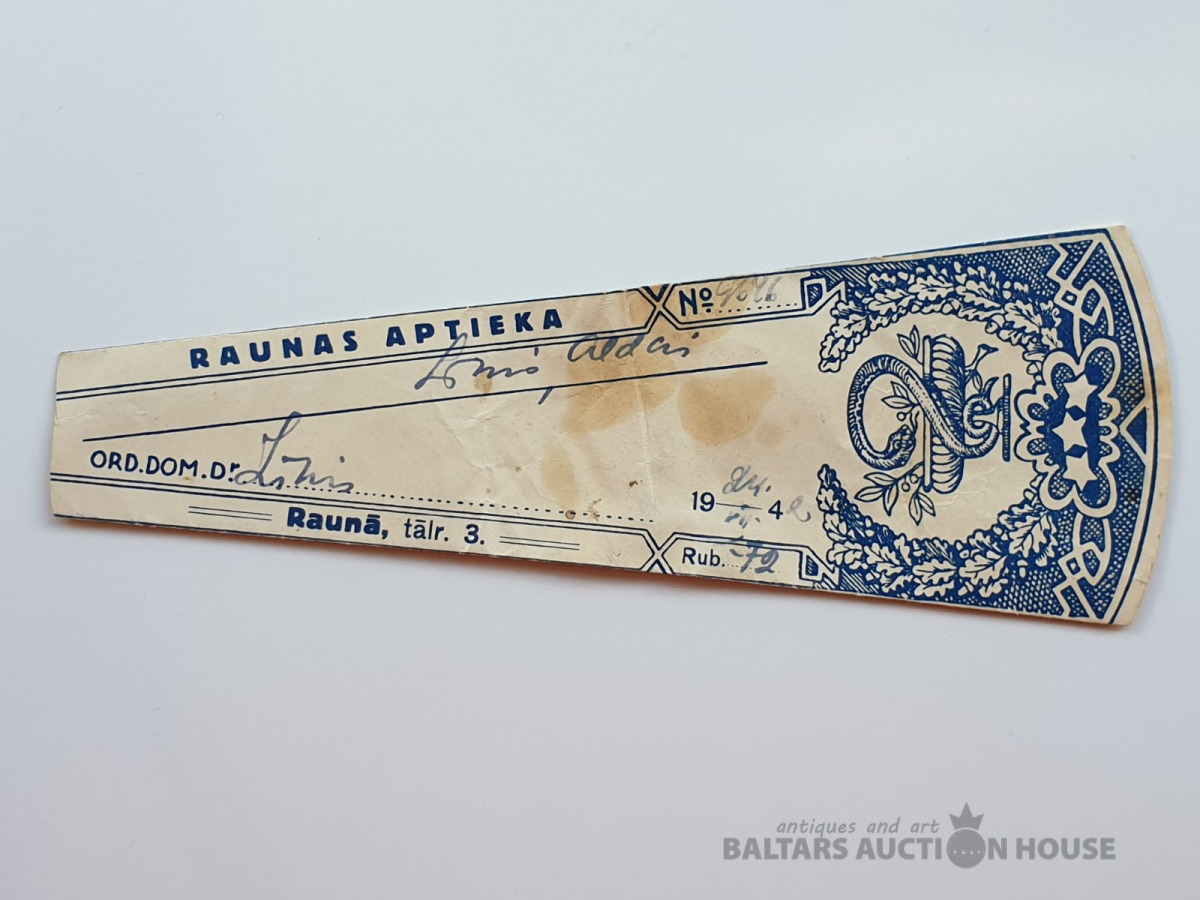 RAUNAS APTIEKA
№
ORD.DOM.Dr.
19 24. 4
Raunā, tālr. 3.
Rub. 72
antiques and art
BALTARS AUCTION HOUSE